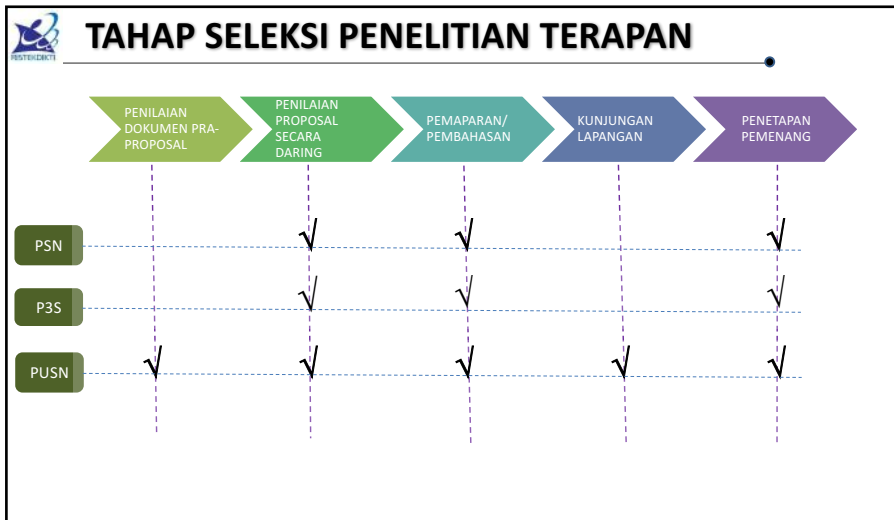 RISTEKDIKTI
TAHAP SELEKSI PENELITIAN TERAPAN
PENILAIAN
DOKUMEN PRA-
PROPOSAL
PENILAIAN
PROPOSAL
SECARA
DARING
PEMAPARAN/
PEMBAHASAN
KUNJUNGAN
LAPANGAN
PENETAPAN
PEMENANG
PSN √ √ √
P3S √ √ √
PUSN √ √ √ √ √